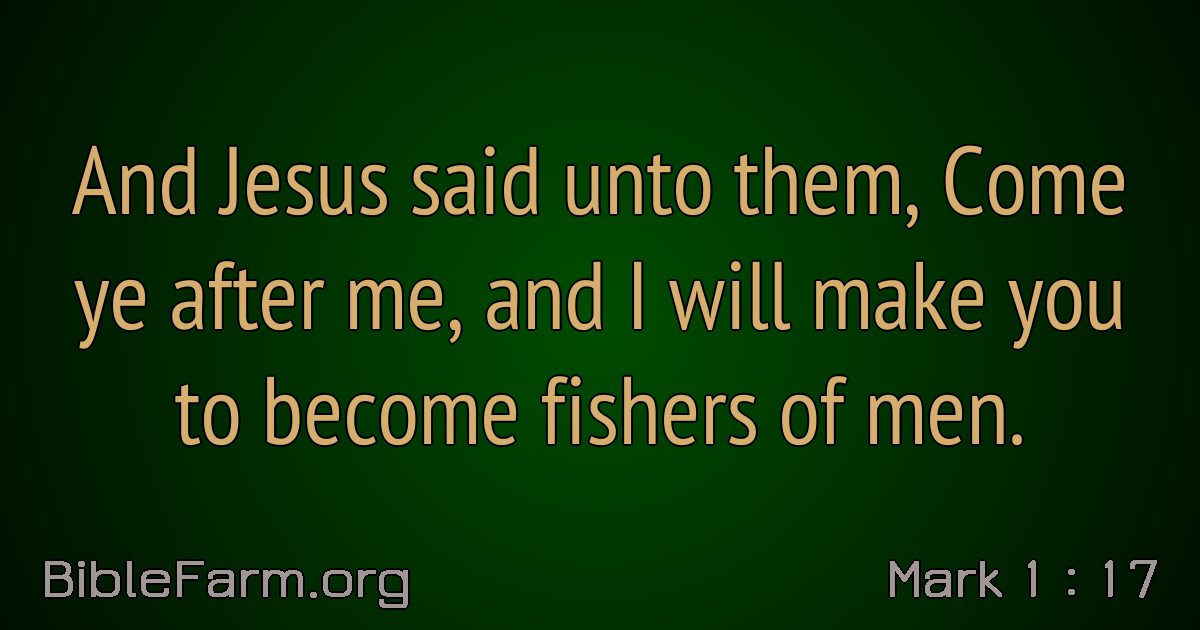 And Jesus said unto them, Come
ye after me, and I will make you
to become fishers of men.
BibleFarm.org
Mark 1 : 17